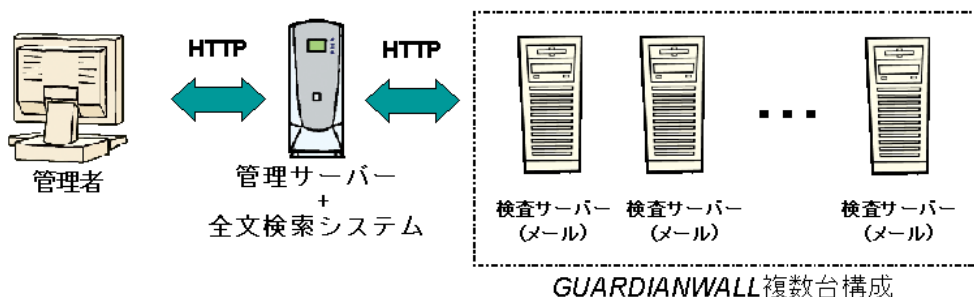 HTTP
HTTP
管理者
管理サーバー
+
全文検索システム
検査サーバー
(メール)
検査サーバー
(メール)
検査サーバー
(メール)
GUARDIANWALL複数台構成